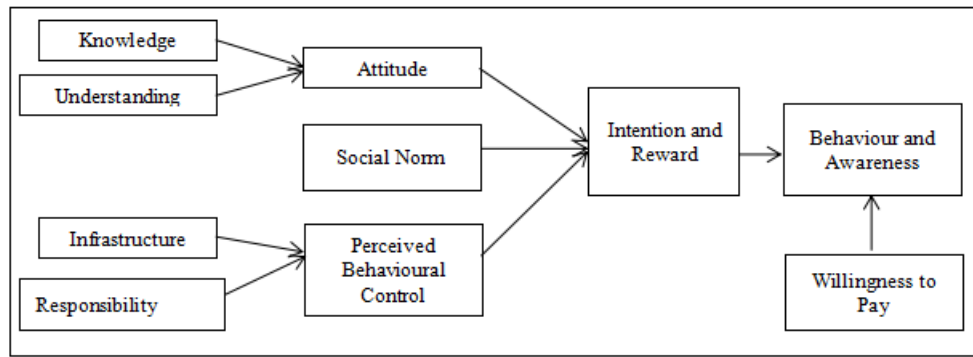 Knowledge
Understanding
Attitude
Social Norm
Infrastructure
Responsibility
Perceived
Behavioural
Control
Intention and
Reward
Behaviour and
Awareness
Willingness to
Pay